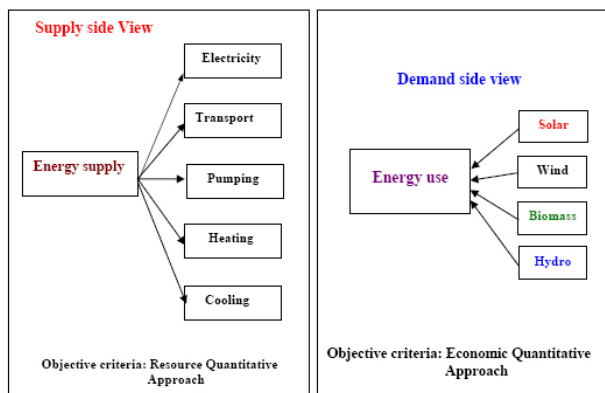 Supply side View
Electricity
Transport
Energy supply
Pumping
Heating
Cooling
Objective criteria: Resource Quantitative
Approach
Demand side view
Solar
Energy use
Wind
Biomass
Hydro
Objective criteria: Economic Quantitative
Approach